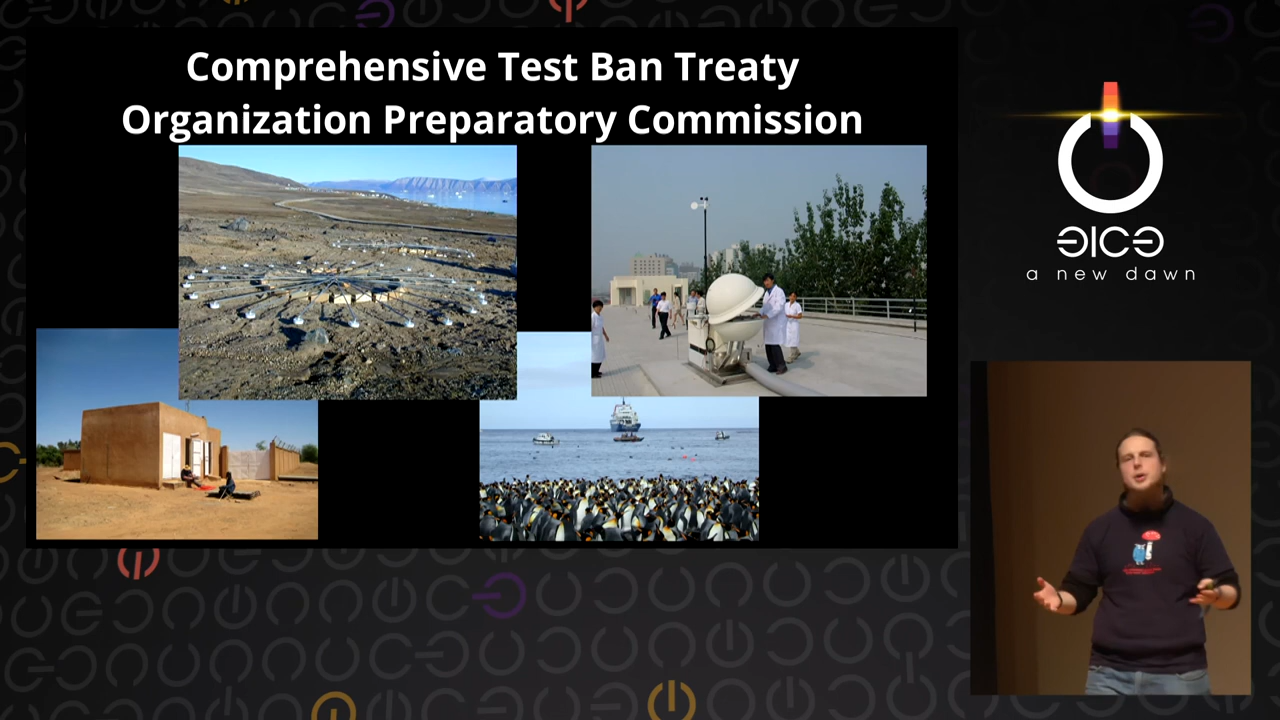 Comprehensive Test Ban Treaty
Organization Preparatory Commission
a new dawn